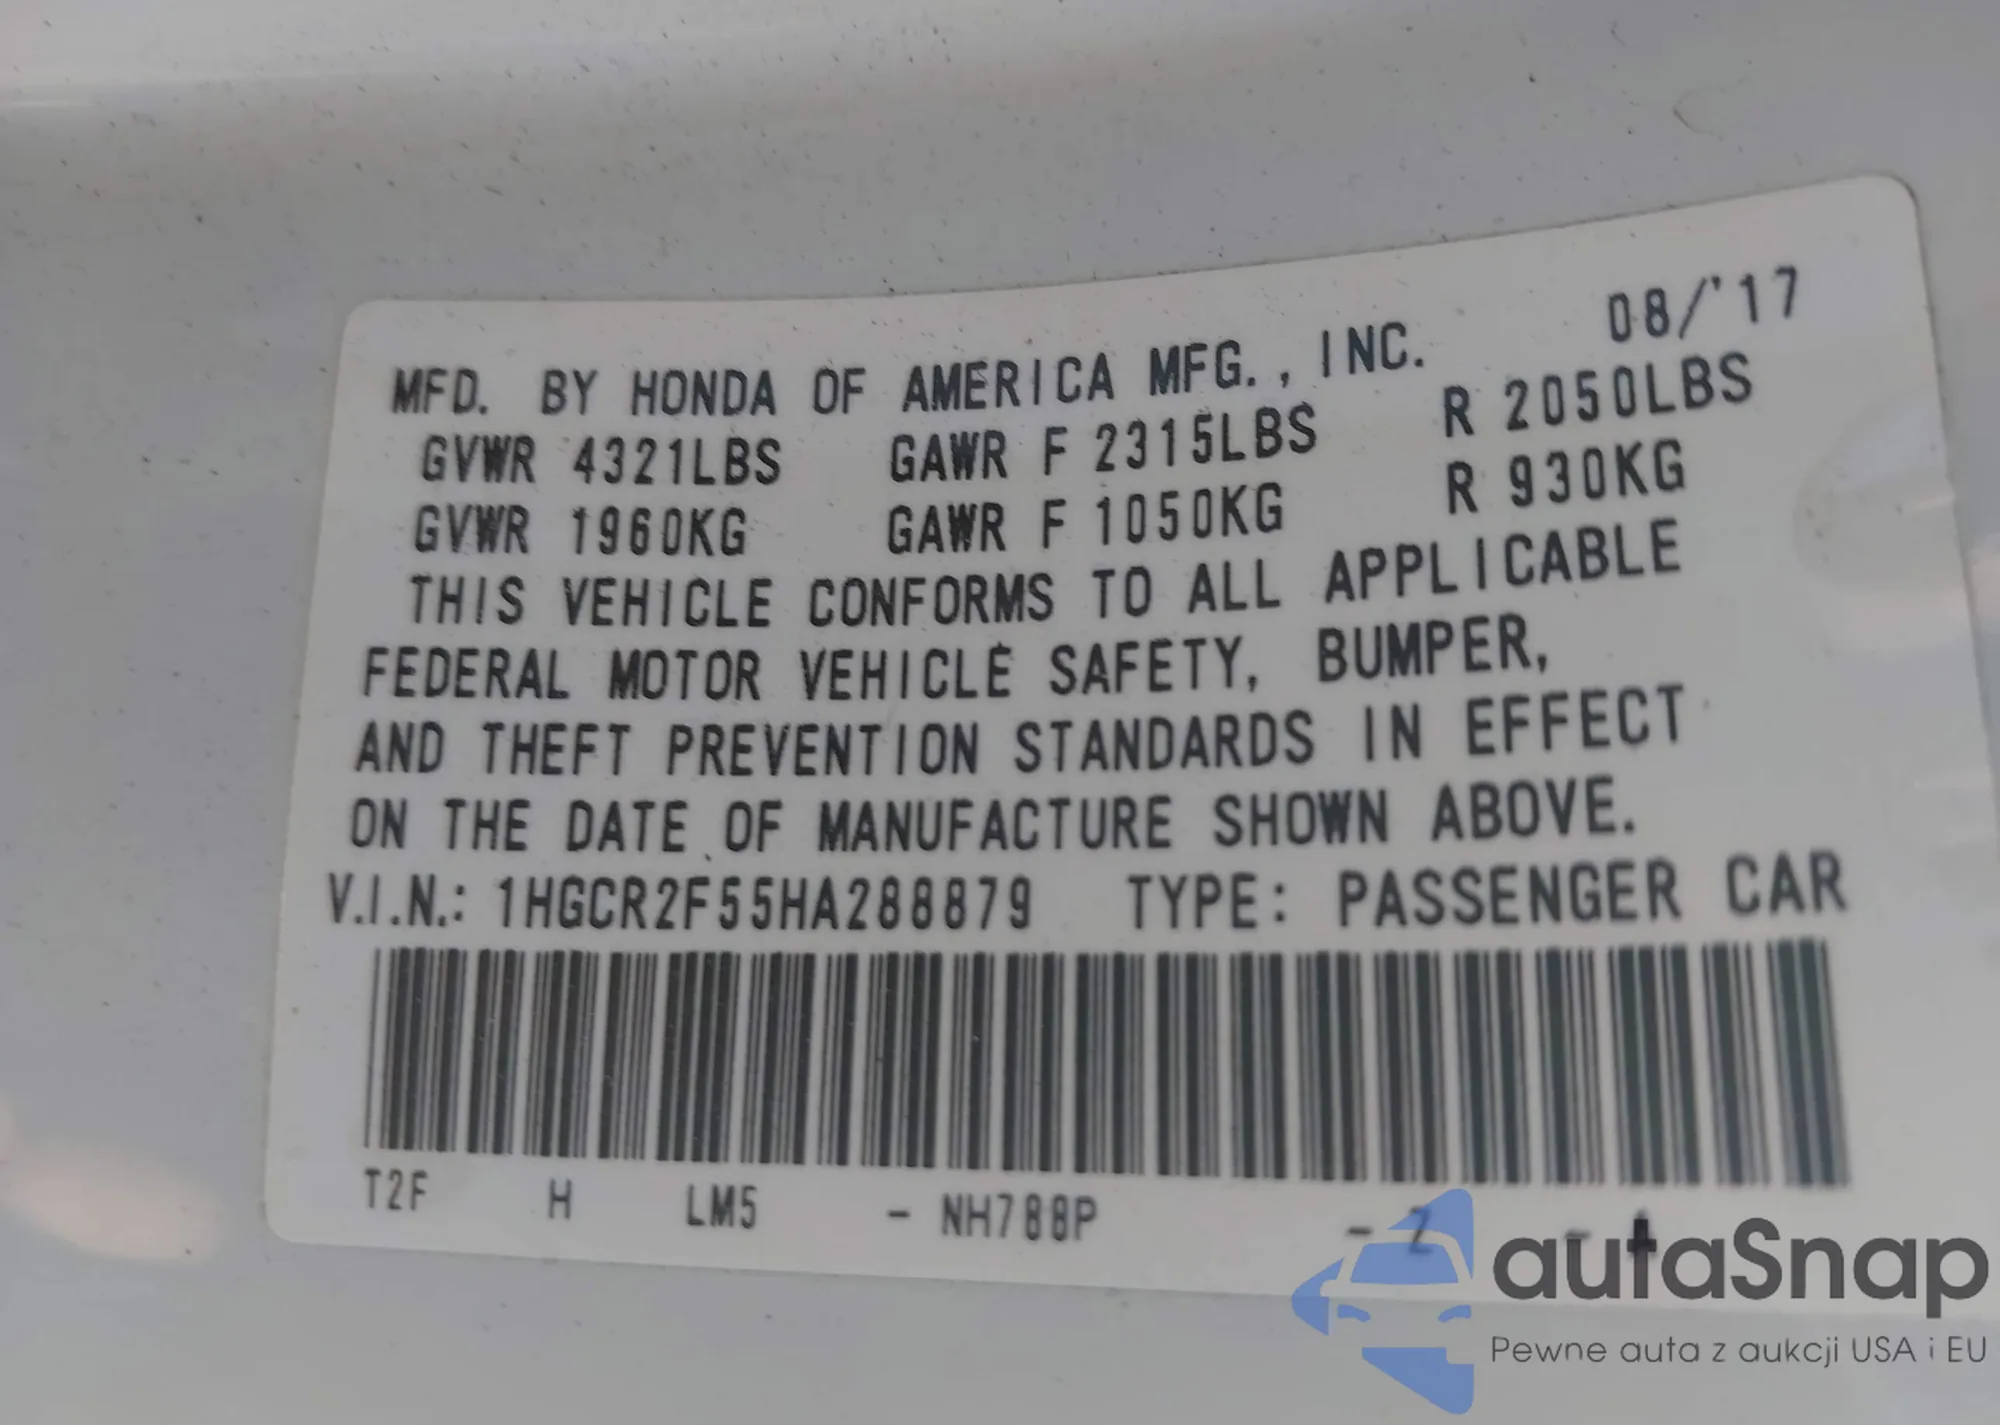 08/'17
MFD. BY HONDA OF AMERICA MFG., INC.
GVWR 4321LBS GAWR F 2315LBS R 2050LBS
GVWR 1960KG GAWR F 1050KG R 930KG
THIS VEHICLE CONFORMS TO ALL APPLICABLE
FEDERAL MOTOR VEHICLE SAFETY, BUMPER,
AND THEFT PREVENTION STANDARDS IN EFFECT
ON THE DATE OF MANUFACTURE SHOWN ABOVE.
V.I.N.: 1HGCR2F55HA288879 TYPE: PASSENGER CAR
T2F H LM5 - NH788P - 2 -
autaSnap
Pewne auta z aukcji USA i EU